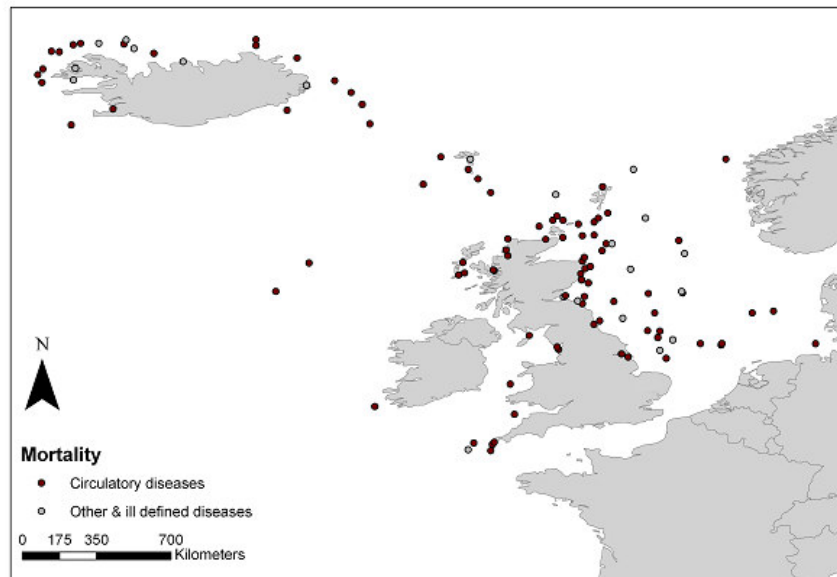 N
Mortality
Circulatory diseases
Other & ill defined diseases
0 175 350 700
Kilometers